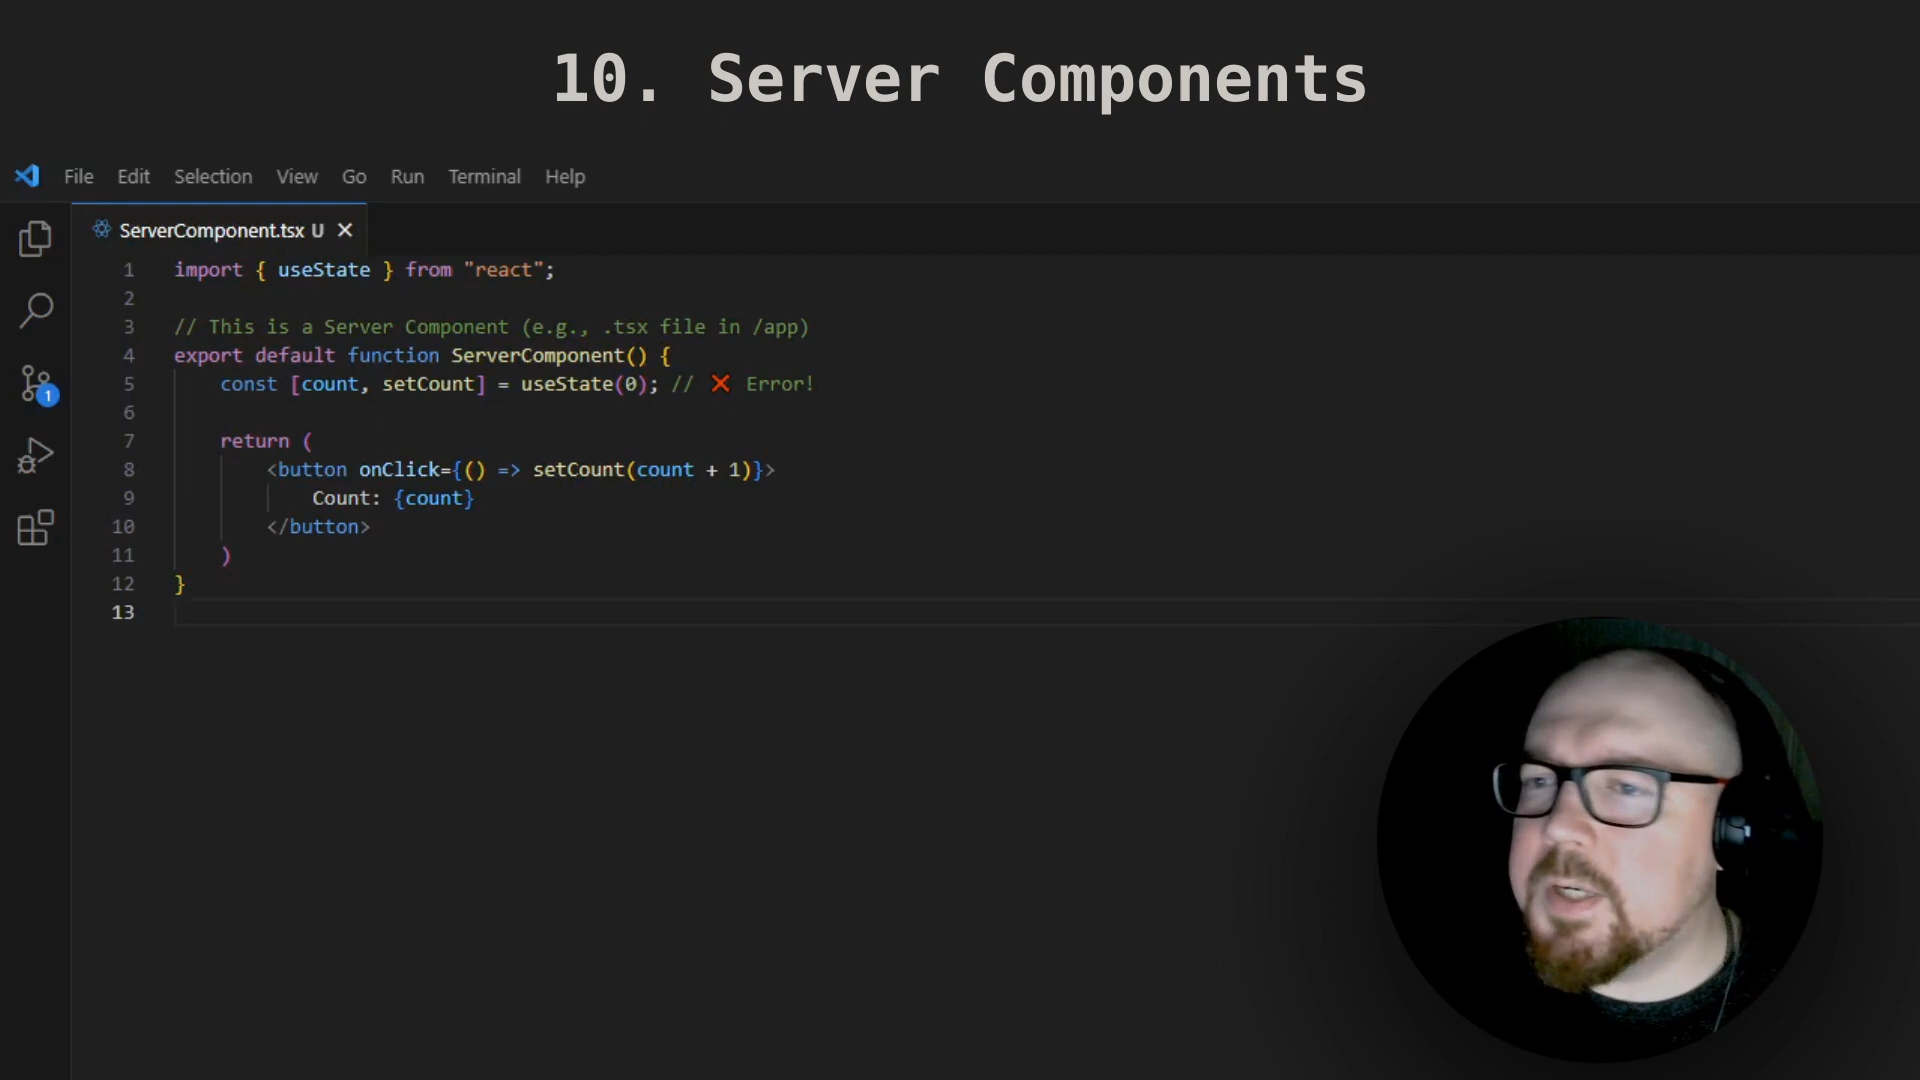 10. Server Components
File Edit Selection View Go Run Terminal Help
ServerComponent.tsx U
1 import { useState } from "react";
2
3 // This is a Server Component (e.g., .tsx file in /app)
4 export default function ServerComponent() {
5 const [count, setCount] = useState(0); // ❌ Error!
6
7 return (
8 <button onClick={() => setCount(count + 1)}>
9 Count: {count}
10 </button>
11 )
12 }
13
1